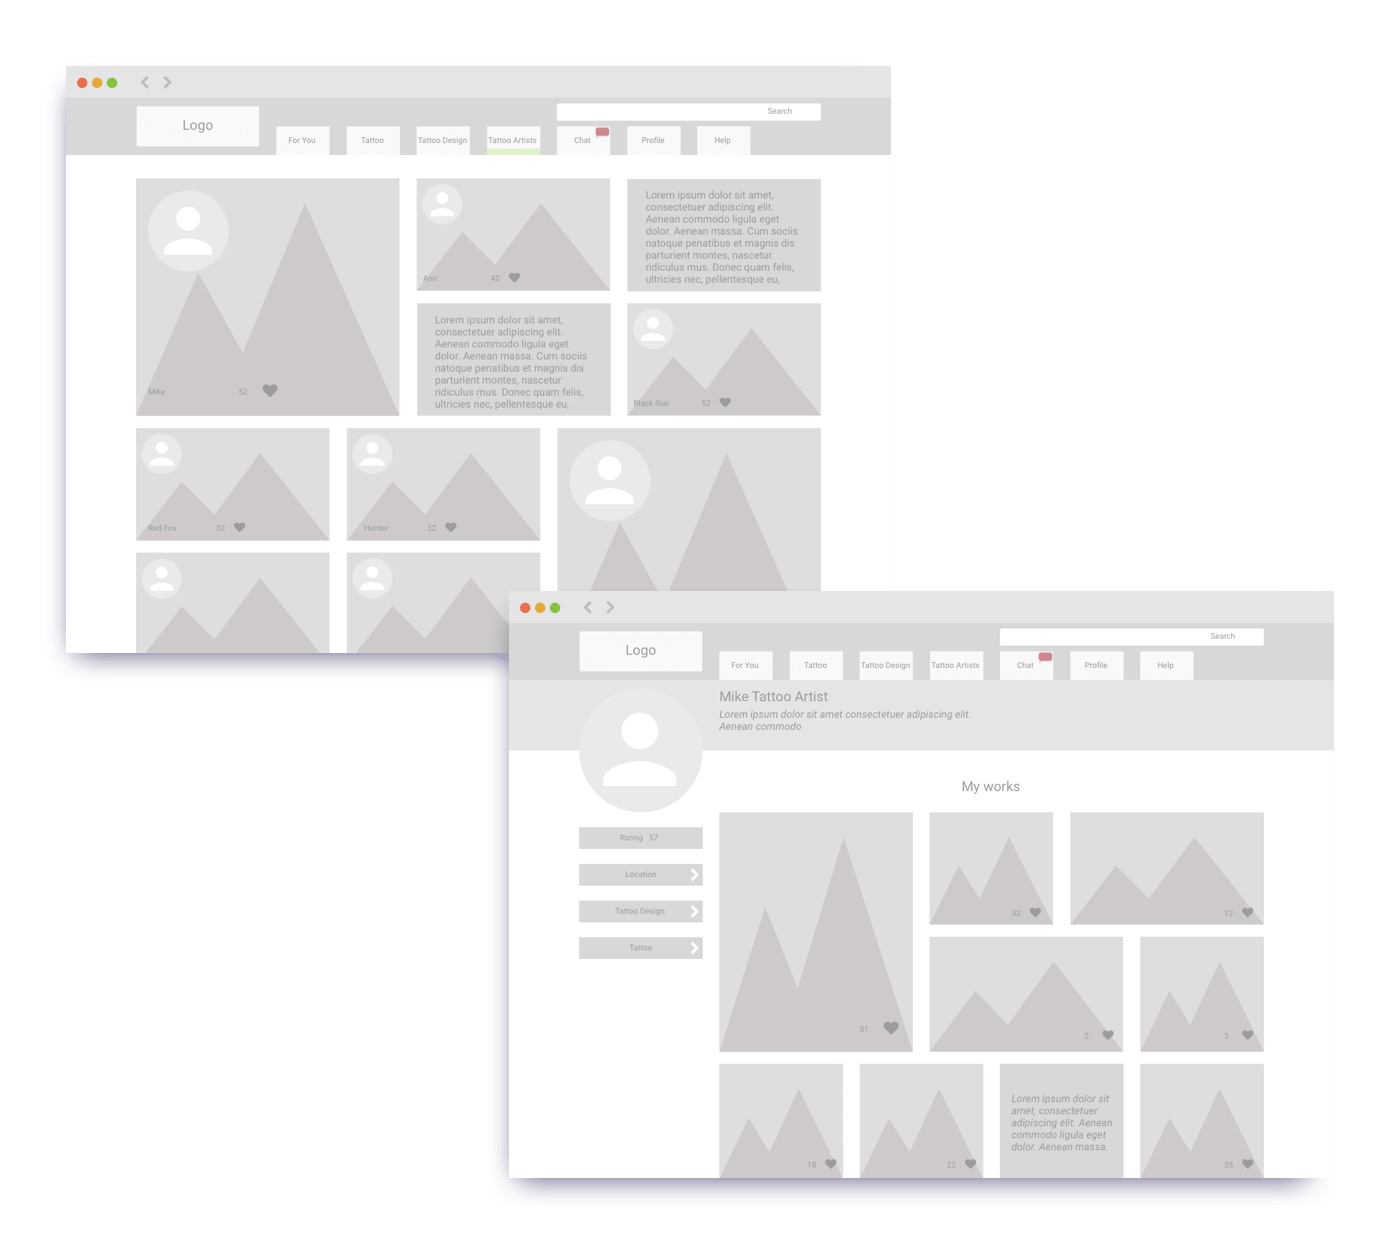 Search
Logo
For You
Tattoo
Tattoo Design
Tattoo Artists
Chat
Profile
Help
Mike 52
Ann 42
Lorem ipsum dolor sit amet,
consectetuer adipiscing elit.
Aenean commodo ligula eget
dolor. Aenean massa. Cum sociis
natoque penatibus et magnis dis
parturient montes, nascetur
ridiculus mus. Donec quam felis,
ultricies nec, pellentesque eu,
Lorem ipsum dolor sit amet,
consectetuer adipiscing elit.
Aenean commodo ligula eget
dolor. Aenean massa. Cum sociis
natoque penatibus et magnis dis
parturient montes, nascetur
ridiculus mus. Donec quam felis,
ultricies nec, pellentesque eu,
Black Star 52
Red Fox 32
Hunter 32
Search
Logo
For You
Tattoo
Tattoo Design
Tattoo Artists
Chat
Profile
Help
Mike Tattoo Artist
Lorem ipsum dolor sit amet consectetuer adipiscing elit.
Aenean commodo
Rating 57
Location
Tattoo Design
Tattoo
My works
51
32
12
2
3
18
22
Lorem ipsum dolor sit
amet, consectetuer
adipiscing elit. Aenean
commodo ligula eget
dolor. Aenean massa.
35